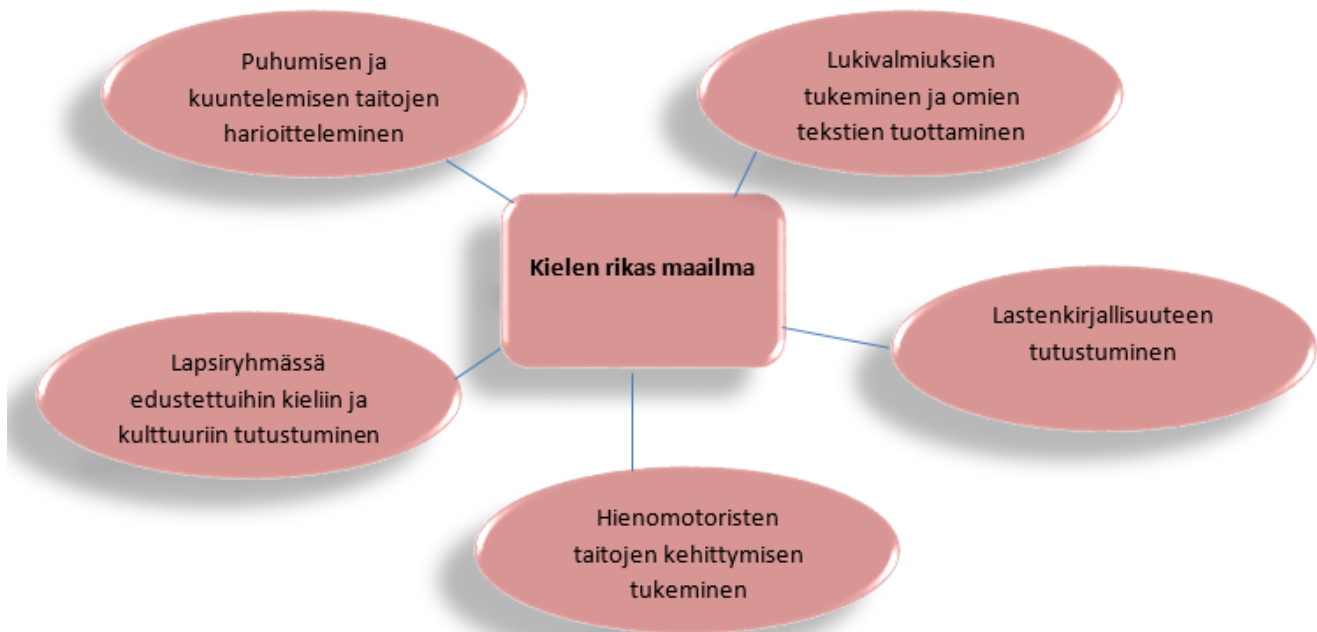 Puhumisen ja
kuuntelemisen taitojen
harioitteleminen
Lukivalmiuksien
tukeminen ja omien
tekstien tuottaminen
Kielen rikas maailma
Lastenkirjallisuuteen
tutustuminen
Lapsiryhmässä
edustettuihin kieliin ja
kulttuuriin tutustuminen
Hienomotoristen
taitojen kehittymisen
tukeminen